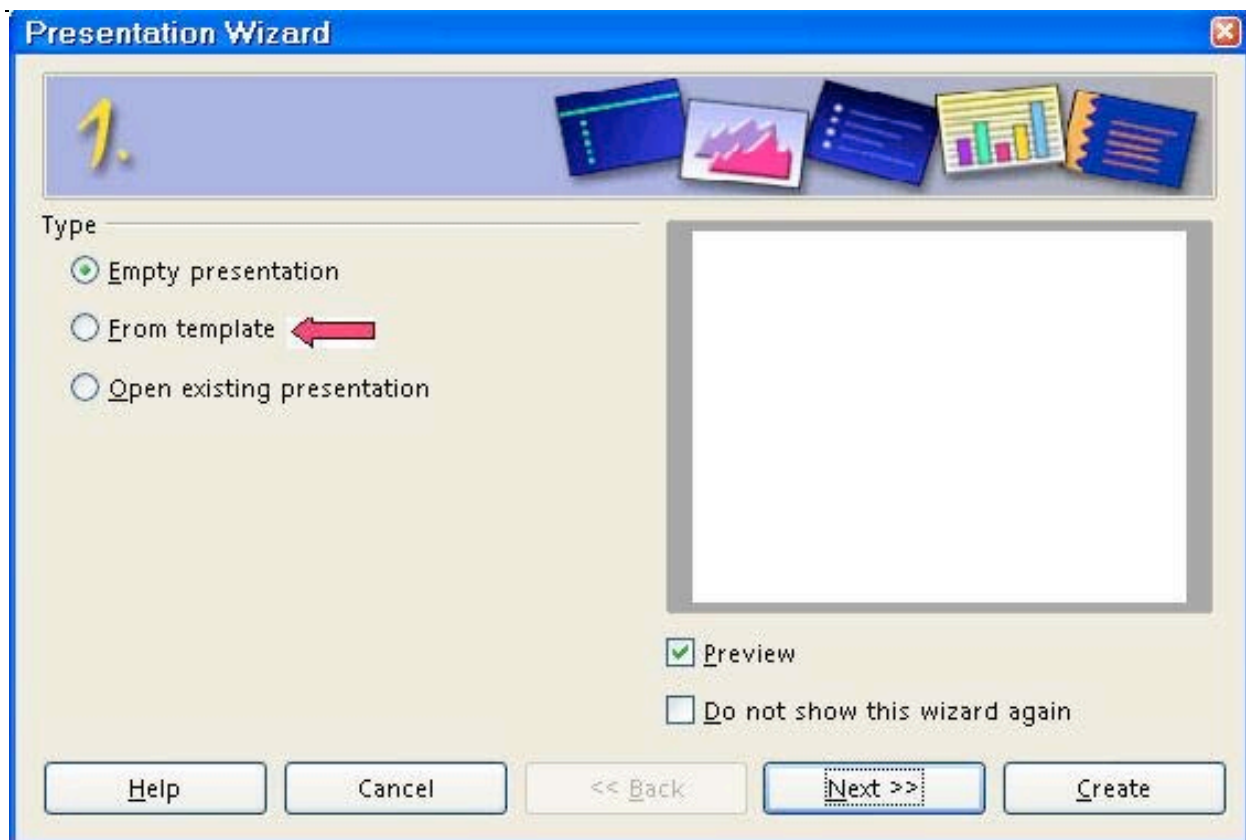 Presentation Wizard
1.
Type
Empty presentation
From template
Open existing presentation
Preview
Do not show this wizard again
Help Cancel << Back Next >> Create